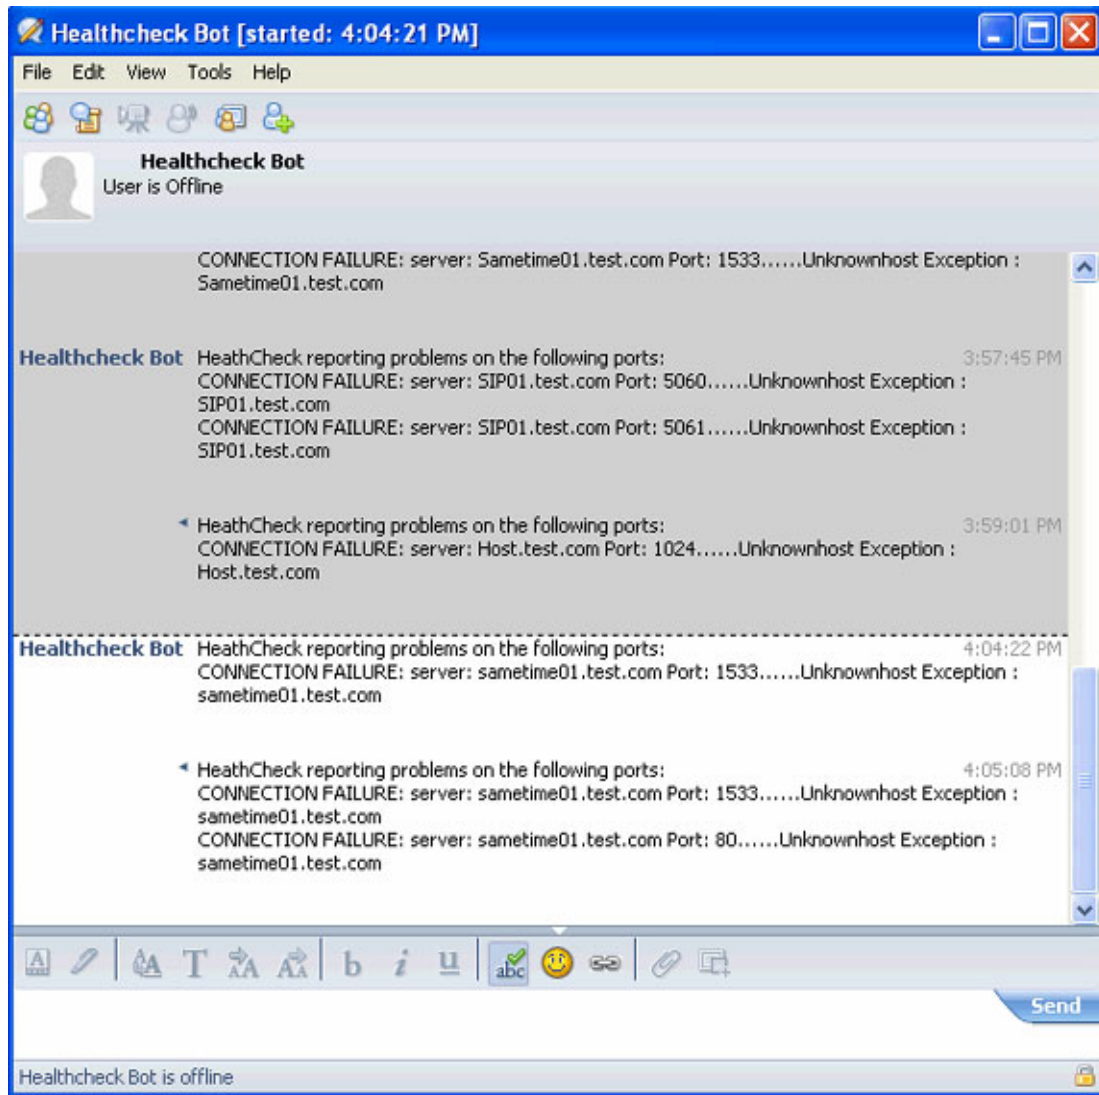 Healthcheck Bot [started: 4:04:21 PM]
File Edit View Tools Help
Healthcheck Bot
User is Offline
CONNECTION FAILURE: server: Sametime01.test.com Port: 1533......Unknownhost Exception :
Sametime01.test.com
Healthcheck Bot HeathCheck reporting problems on the following ports: 3:57:45 PM
CONNECTION FAILURE: server: SIP01.test.com Port: 5060......Unknownhost Exception :
SIP01.test.com
CONNECTION FAILURE: server: SIP01.test.com Port: 5061......Unknownhost Exception :
SIP01.test.com
HeathCheck reporting problems on the following ports: 3:59:01 PM
CONNECTION FAILURE: server: Host.test.com Port: 1024......Unknownhost Exception :
Host.test.com
Healthcheck Bot HeathCheck reporting problems on the following ports: 4:04:22 PM
CONNECTION FAILURE: server: sametime01.test.com Port: 1533......Unknownhost Exception :
sametime01.test.com
HeathCheck reporting problems on the following ports: 4:05:08 PM
CONNECTION FAILURE: server: sametime01.test.com Port: 1533......Unknownhost Exception :
sametime01.test.com
CONNECTION FAILURE: server: sametime01.test.com Port: 80......Unknownhost Exception :
sametime01.test.com
A A A T A A A A b i u abc
Send
Healthcheck Bot is offline